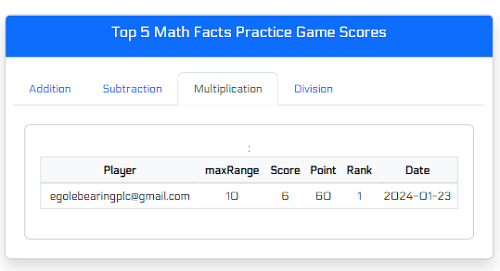 Top 5 Math Facts Practice Game Scores
Addition Subtraction Multiplication Division
:
Player maxRange Score Point Rank Date
egolebearingplc@gmail.com 10 6 60 1 2024-01-23